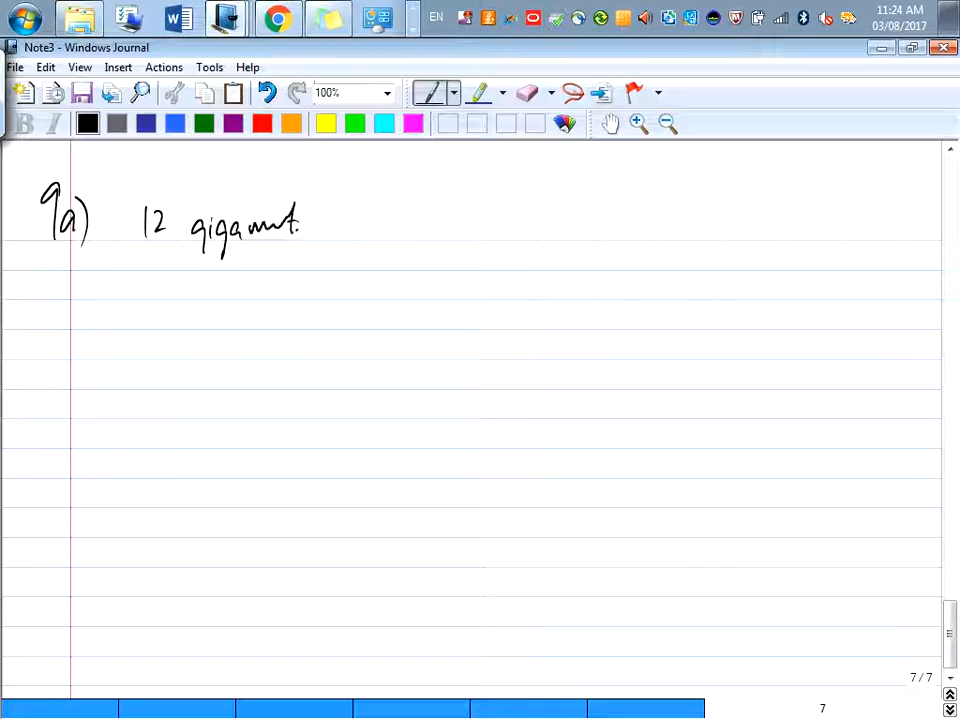 EN
11:24 AM
03/08/2017
Note3 - Windows Journal
File Edit View Insert Actions Tools Help
100%
B I
9a) 12
7 / 7
7